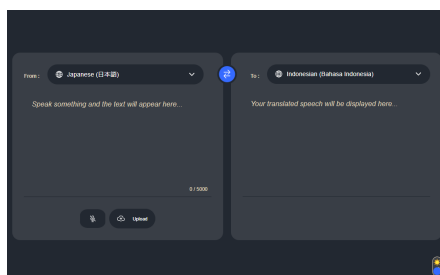 From :
Japanese (日本語)
To :
Indonesian (Bahasa Indonesia)
Speak something and the text will appear here...
Your translated speech will be displayed here...
0 / 5000
Upload